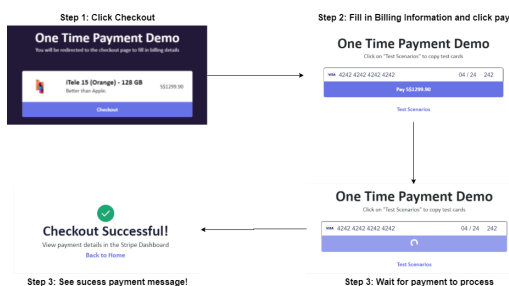 Step 1: Click Checkout
One Time Payment Demo
You will be redirected to the checkout page to fill in
billing details
iTele 15 (Orange) - 128 GB
Better than Apple.
S$1299.90
Checkout
Step 2: Fill in Billing Information and click pay
One Time Payment Demo
Click on "Test Scenarios" to copy test cards
VISA 4242 4242 4242 4242 04 / 24 242
Pay S$1299.90
Test Scenarios
One Time Payment Demo
Click on "Test Scenarios" to copy test cards
VISA 4242 4242 4242 4242 04 / 24 242
Test Scenarios
Step 3: Wait for payment to process
Checkout Successful!
View payment details in the Stripe Dashboard
Back to Home
Step 3: See sucess payment message!